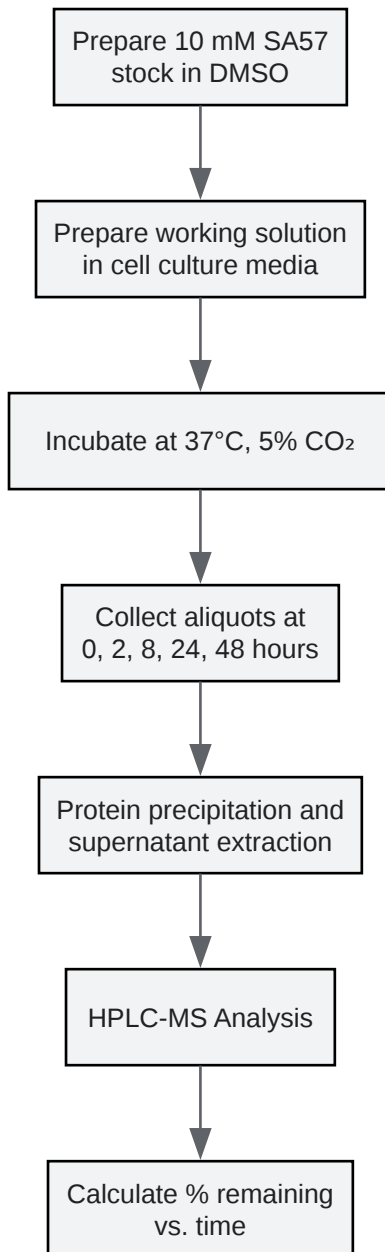 Prepare 10 mM SA57
stock in DMSO
Prepare working solution
in cell culture media
Incubate at 37°C, 5% CO₂
Collect aliquots at
0, 2, 8, 24, 48 hours
Protein precipitation and
supernatant extraction
HPLC-MS Analysis
Calculate % remaining
vs. time